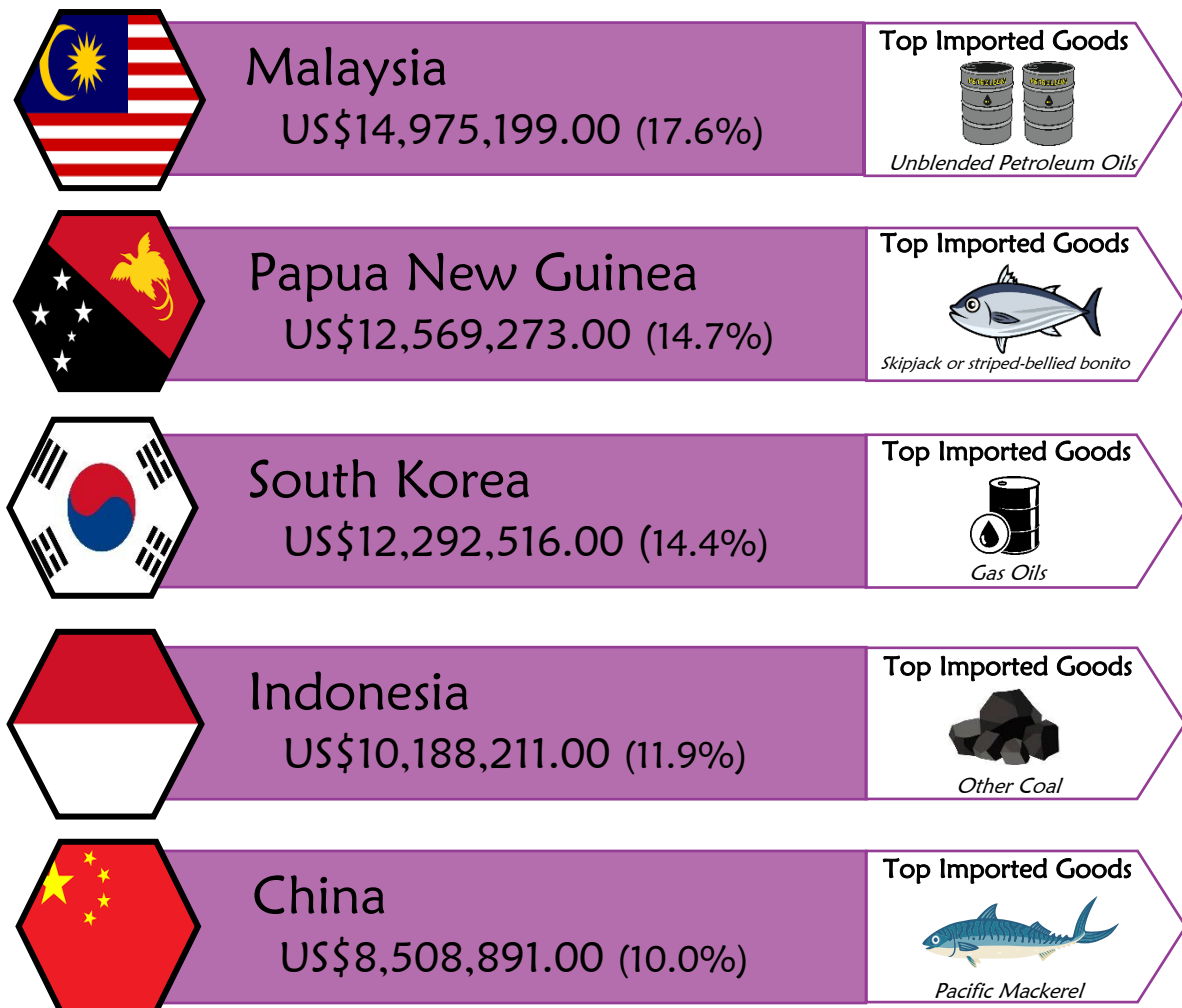 Malaysia
US$14,975,199.00 (17.6%)
Top Imported Goods
Unblended Petroleum Oils
Papua New Guinea
US$12,569,273.00 (14.7%)
Top Imported Goods
Skipjack or striped-bellied bonito
South Korea
US$12,292,516.00 (14.4%)
Top Imported Goods
Gas Oils
Indonesia
US$10,188,211.00 (11.9%)
Top Imported Goods
Other Coal
China
US$8,508,891.00 (10.0%)
Top Imported Goods
Pacific Mackerel